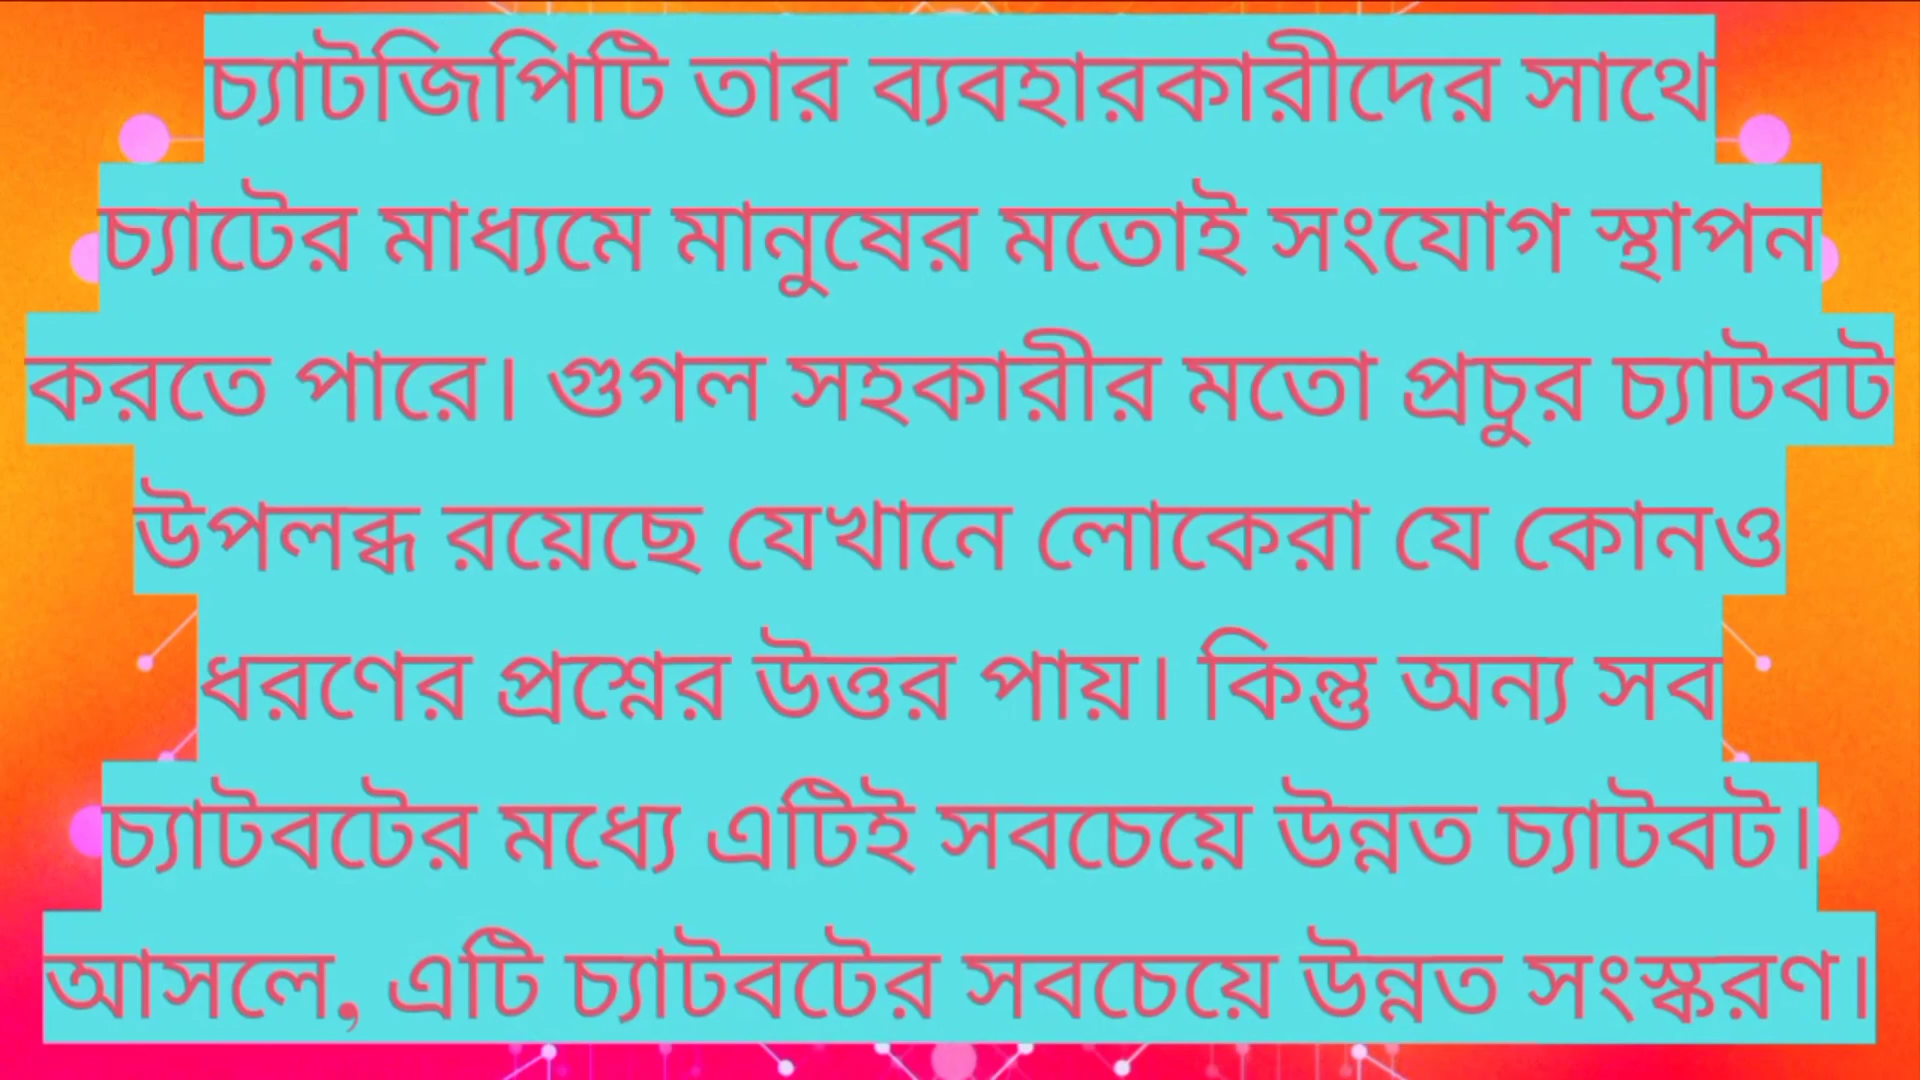 চ্যাটজিপিটি তার ব্যবহারকারীদের সাথে
চ্যাটের মাধ্যমে মানুষের মতোই সংযোগ স্থাপন
করতে পারে। গুগল সহকারীর মতো প্রচুর চ্যাটবট
উপলব্ধ রয়েছে যেখানে লোকেরা যে কোনও
ধরণের প্রশ্নের উত্তর পায়। কিন্তু অন্য সব
চ্যাটবটের মধ্যে এটিই সবচেয়ে উন্নত চ্যাটবট।
আসলে, এটি চ্যাটবটের সবচেয়ে উন্নত সংস্করণ।